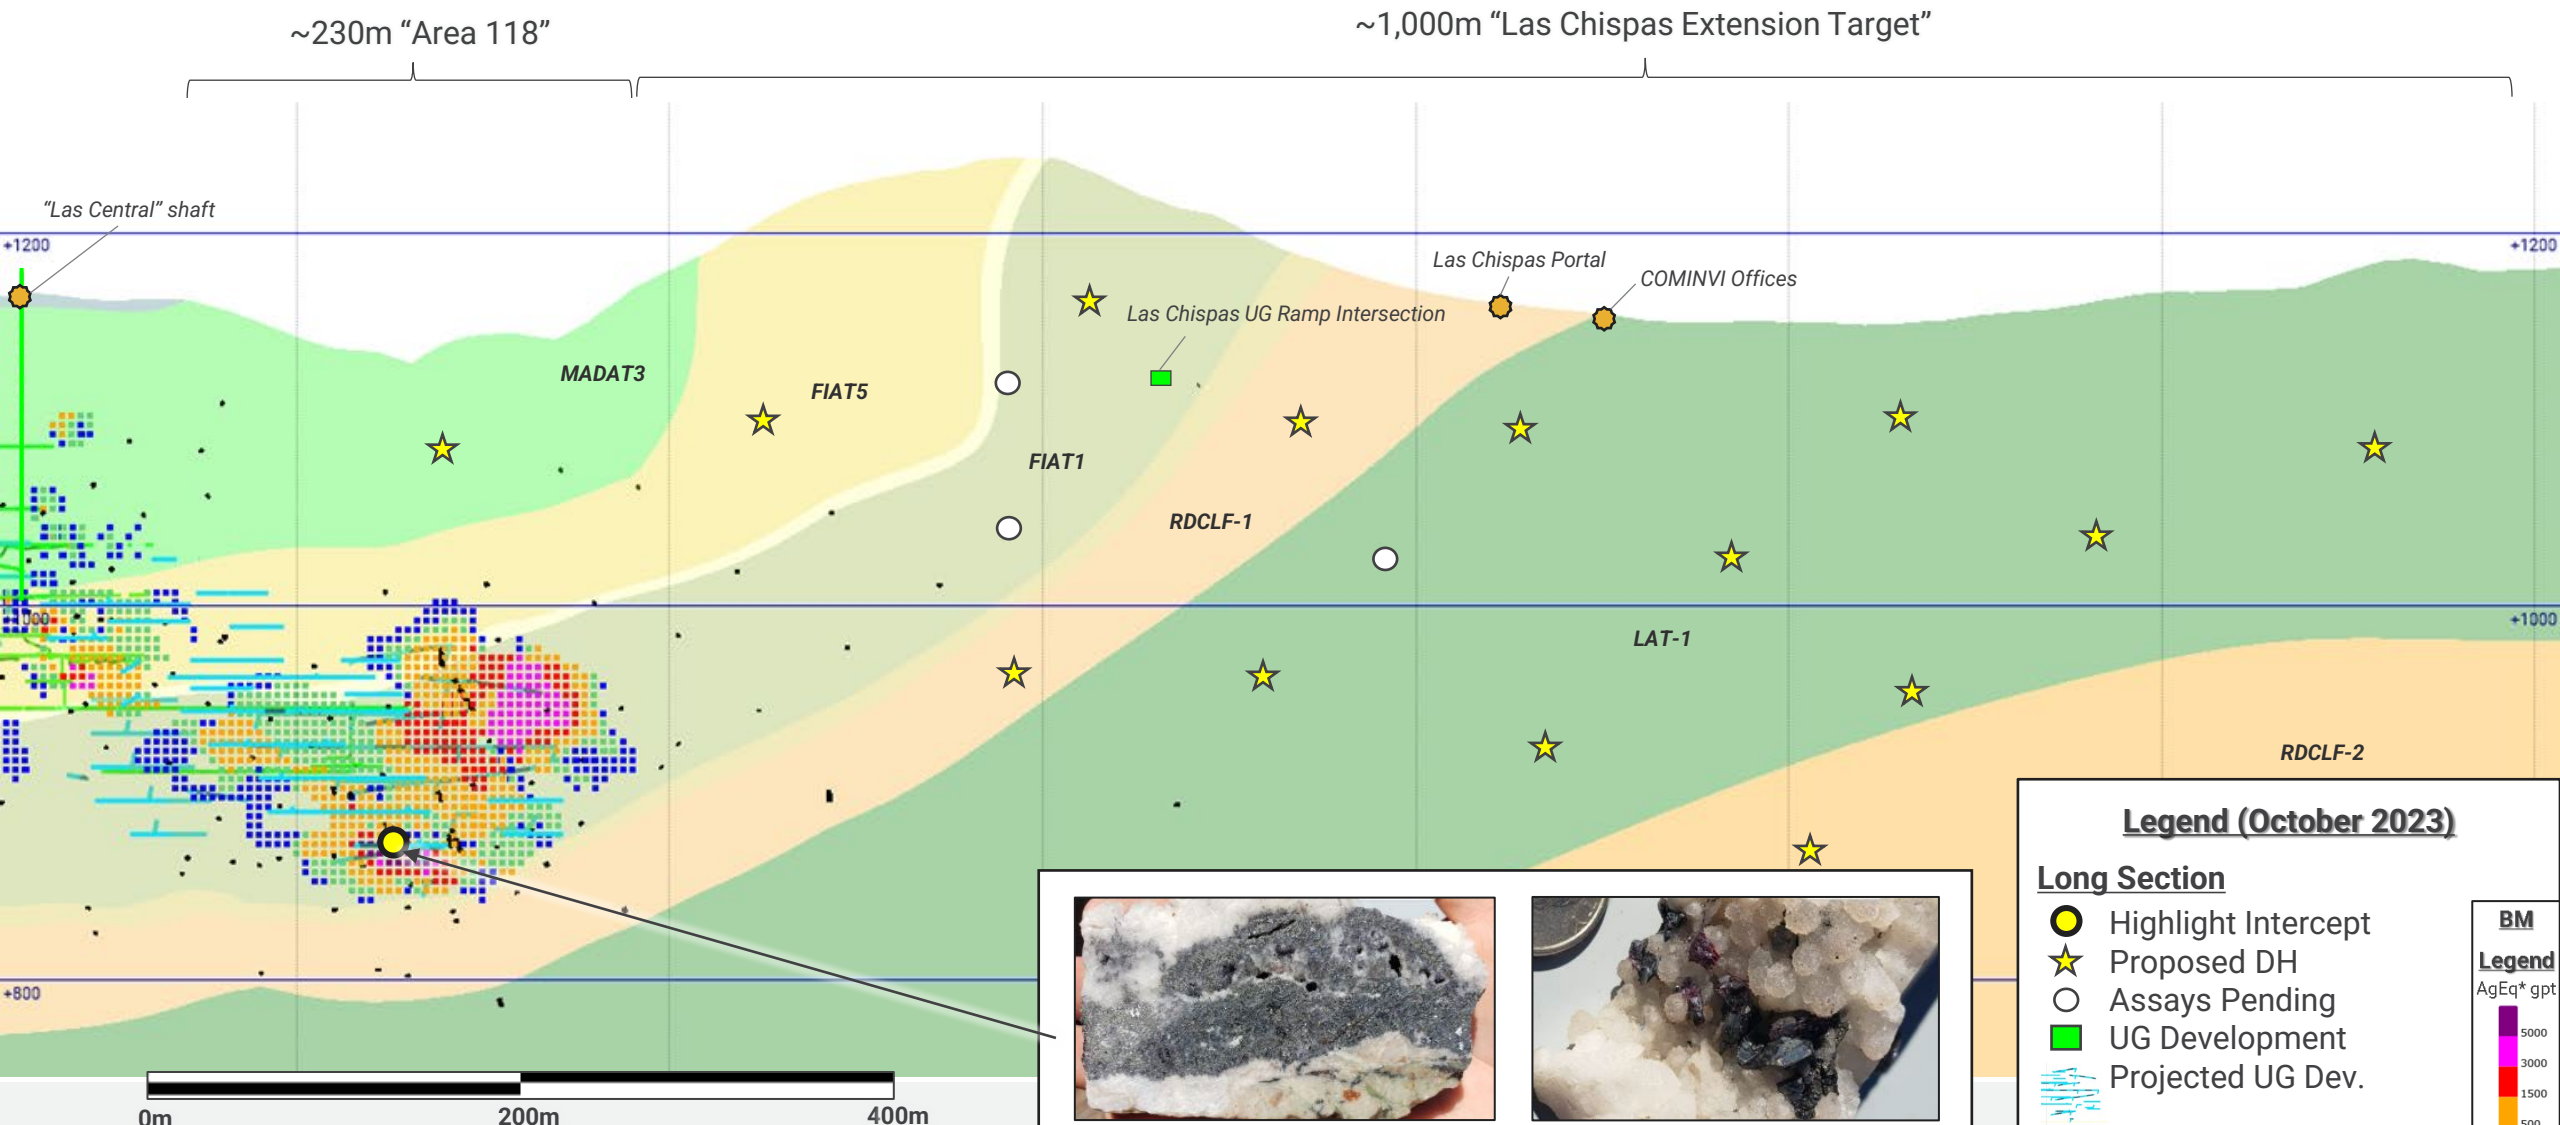 ~230m “Area 118”
~1,000m “Las Chispas Extension Target”
“Las Central” shaft
+1200
+1200
Las Chispas Portal
COMINVI Offices
Las Chispas UG Ramp Intersection
MADAT3
FIAT5
FIAT1
RDCLF-1
+1000
+1000
LAT-1
RDCLF-2
+800
Legend (October 2023)
Long Section
Highlight Intercept
Proposed DH
Assays Pending
UG Development
Projected UG Dev.
BM
Legend
AgEq* gpt
5000
3000
1500
500
0m
200m
400m